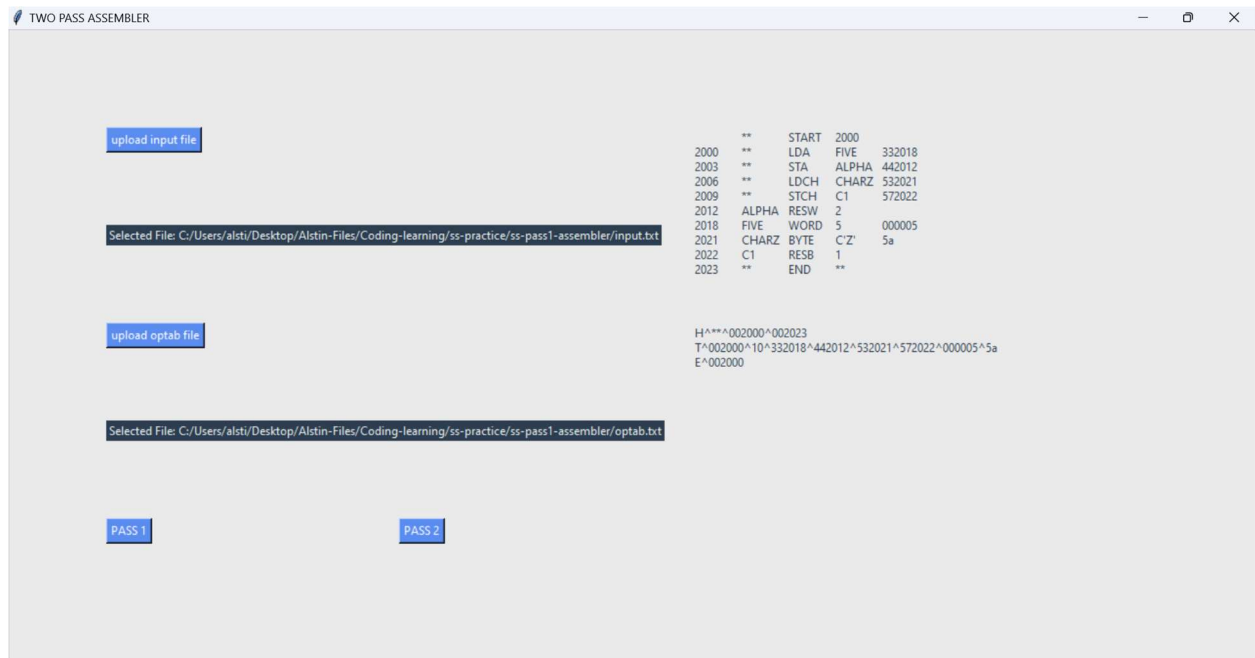 TWO PASS ASSEMBLER
upload input file
Selected File: C:/Users/alsti/Desktop/Alstin-Files/Coding-learning/ss-practice/ss-pass1-assembler/input.txt
upload optab file
Selected File: C:/Users/alsti/Desktop/Alstin-Files/Coding-learning/ss-practice/ss-pass1-assembler/optab.txt
PASS 1
PASS 2
** START 2000
2000 ** LDA FIVE 332018
2003 ** STA ALPHA 442012
2006 ** LDCH CHARZ 532021
2009 ** STCH C1 572022
2012 ALPHA RESW 2
2018 FIVE WORD 5 000005
2021 CHARZ BYTE C'Z' 5a
2022 C1 RESB 1
2023 ** END **
H^**^002000^002023
T^002000^10^332018^442012^532021^572022^000005^5a
E^002000